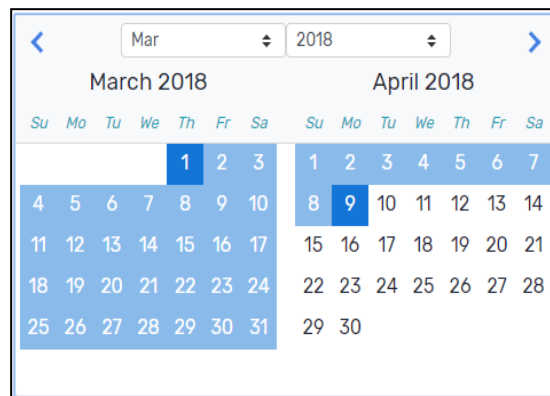 Mar 2018
March 2018
Su Mo Tu We Th Fr Sa
1 2 3
4 5 6 7 8 9 10
11 12 13 14 15 16 17
18 19 20 21 22 23 24
25 26 27 28 29 30 31
April 2018
Su Mo Tu We Th Fr Sa
1 2 3 4 5 6 7
8 9 10 11 12 13 14
15 16 17 18 19 20 21
22 23 24 25 26 27 28
29 30